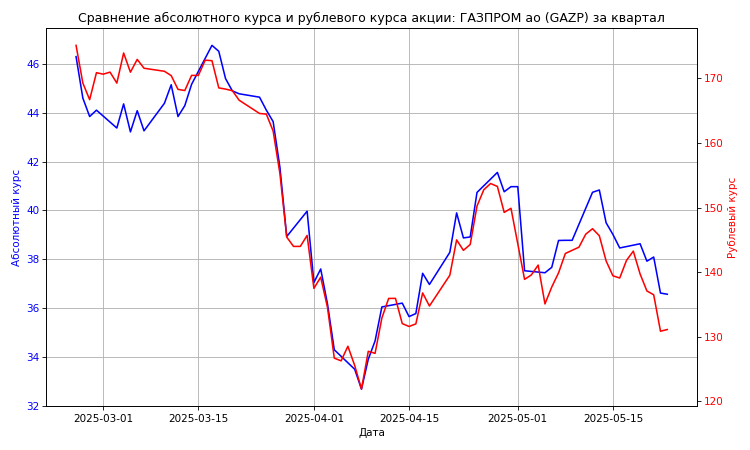 Сравнение абсолютного курса и рублевого курса акции: ГАЗПРОМ ао (GAZP) за квартал
46
44
42
40
38
36
34
32
Абсолютный курс
170
160
150
140
130
120
Рублевый курс
2025-03-01 2025-03-15 2025-04-01 2025-04-15 2025-05-01 2025-05-15
Дата